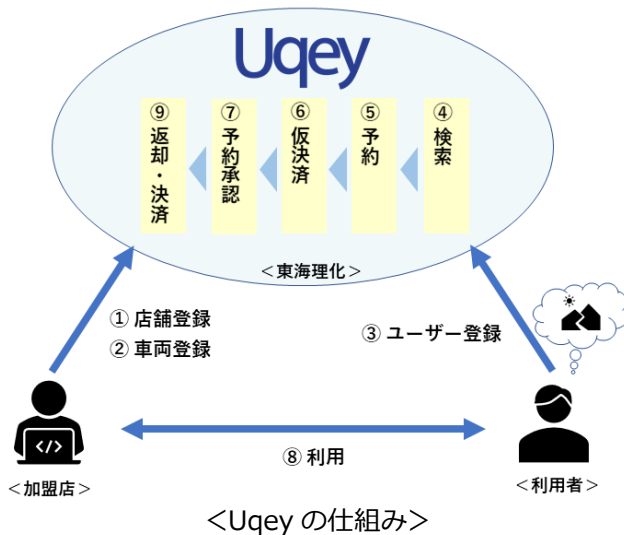 Uqey
④検索
⑤予約
⑥仮決済
⑦予約承認
⑨返却・決済
＜東海理化＞
① 店舗登録
② 車両登録
③ ユーザー登録
</>
⑧ 利用
＜加盟店＞
＜利用者＞
＜Uqey の仕組み＞